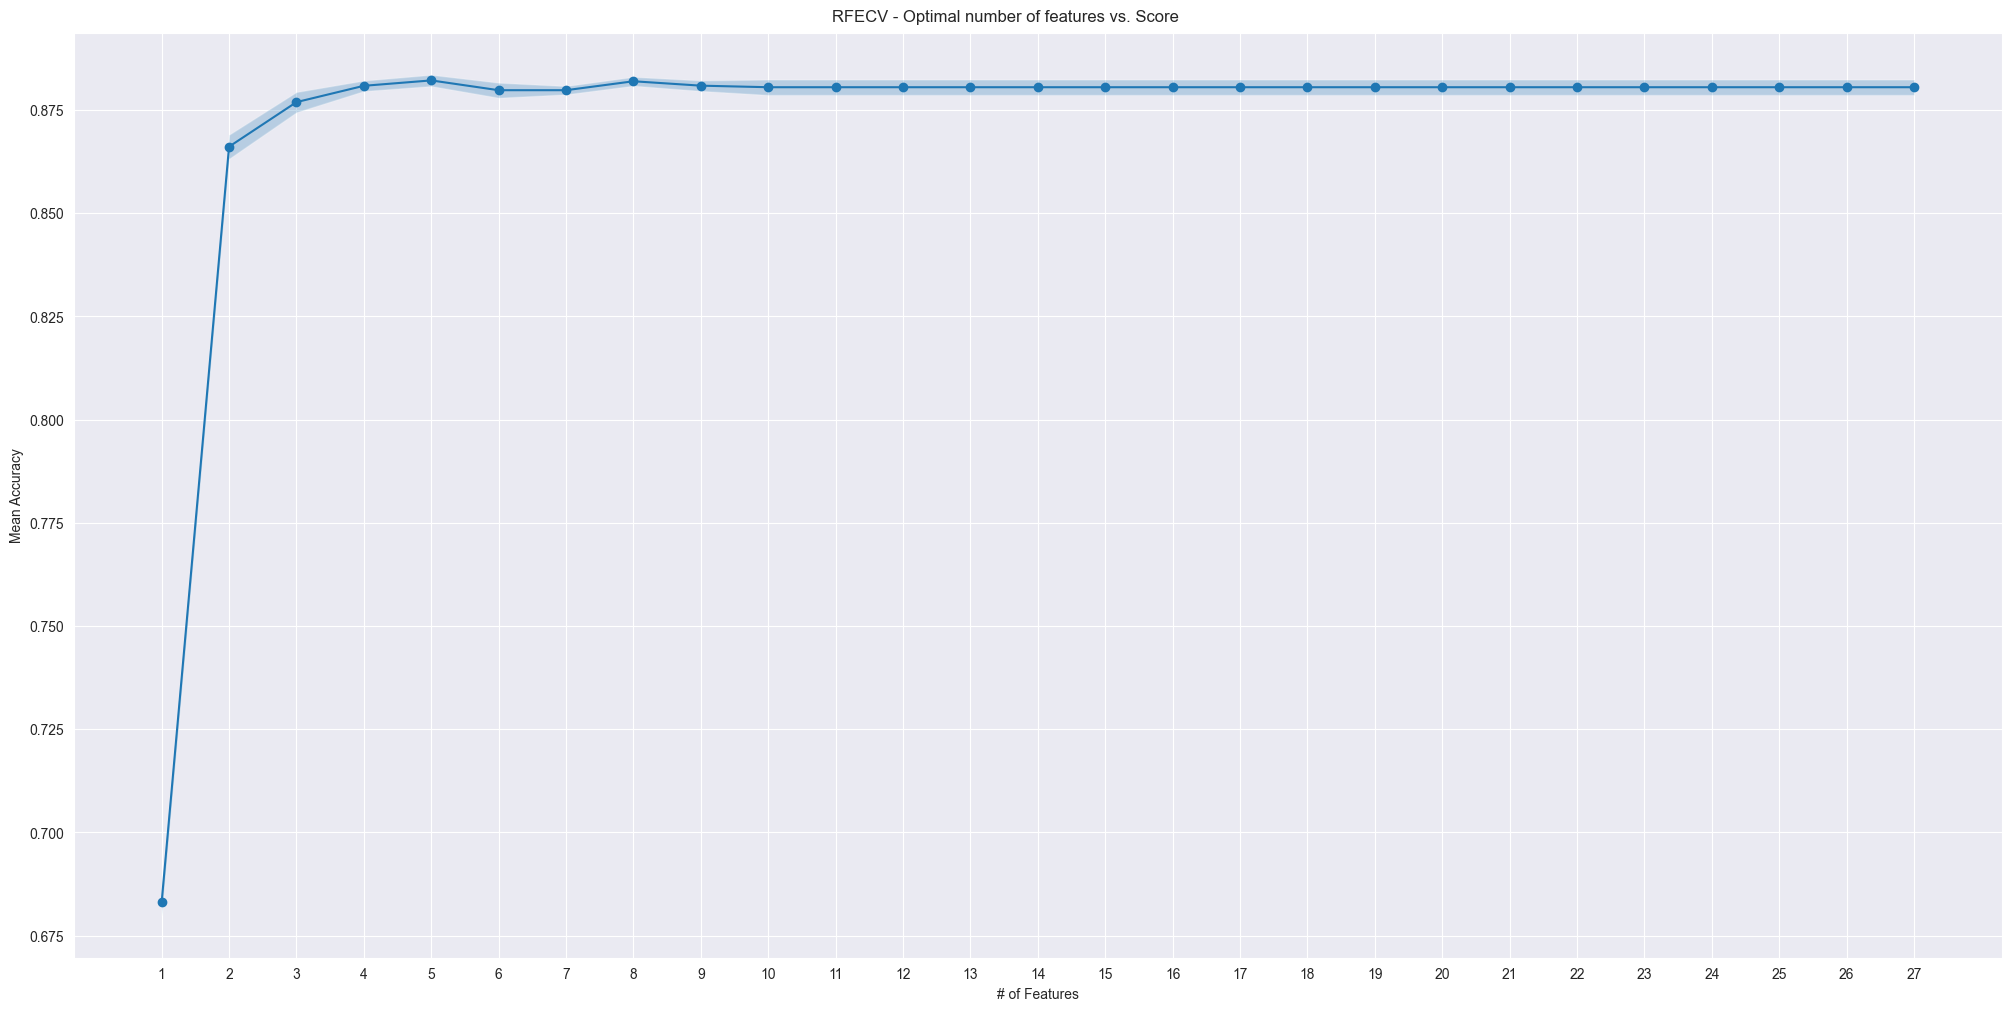 RFECV - Optimal number of features vs. Score
Mean Accuracy
0.875
0.850
0.825
0.800
0.775
0.750
0.725
0.700
0.675
1 2 3 4 5 6 7 8 9 10 11 12 13 14 15 16 17 18 19 20 21 22 23 24 25 26 27
# of Features